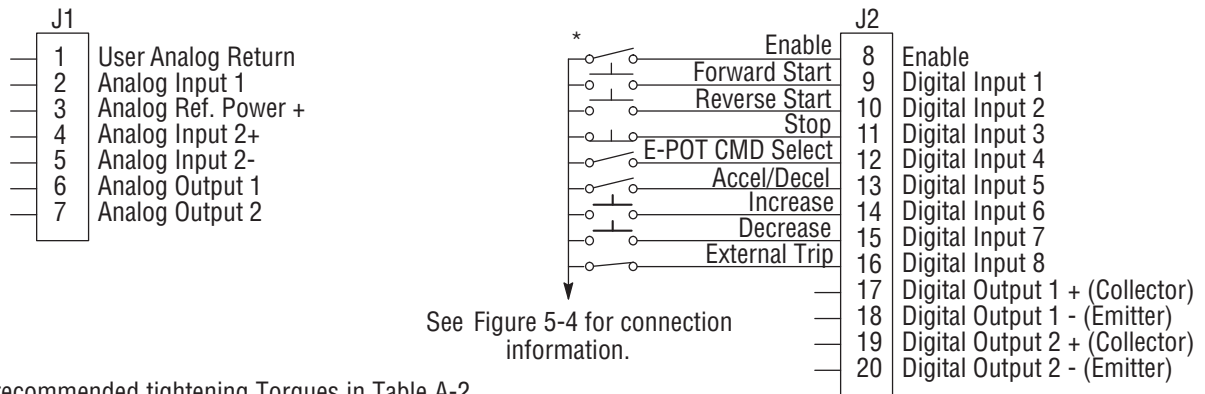 J1
1 User Analog Return
2 Analog Input 1
3 Analog Ref. Power +
4 Analog Input 2+
5 Analog Input 2-
6 Analog Output 1
7 Analog Output 2
J2
*
Enable 8 Enable
Forward Start 9 Digital Input 1
Reverse Start 10 Digital Input 2
Stop 11 Digital Input 3
E-POT CMD Select 12 Digital Input 4
Accel/Decel 13 Digital Input 5
Increase 14 Digital Input 6
Decrease 15 Digital Input 7
External Trip 16 Digital Input 8
17 Digital Output 1 + (Collector)
18 Digital Output 1 - (Emitter)
19 Digital Output 2 + (Collector)
20 Digital Output 2 - (Emitter)
See Figure 5-4 for connection
information.
recommended tightening Torques in Table A-2